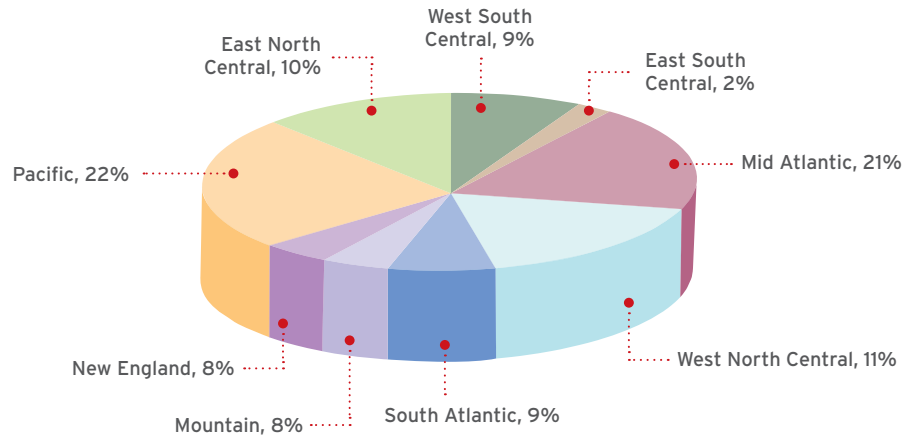 West South
Central, 9%
East North
Central, 10%
East South
Central, 2%
Mid Atlantic, 21%
Pacific, 22%
West North Central, 11%
New England, 8%
South Atlantic, 9%
Mountain, 8%